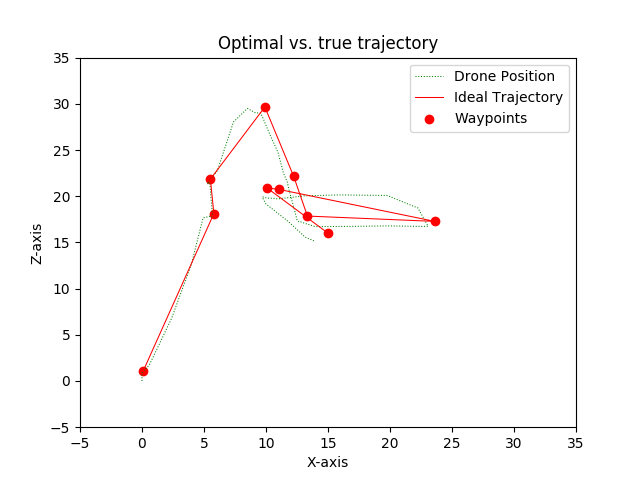 Optimal vs. true trajectory
35
30
25
20
15
10
5
0
−5
Z-axis
Drone Position
Ideal Trajectory
Waypoints
−5 0 5 10 15 20 25 30 35
X-axis